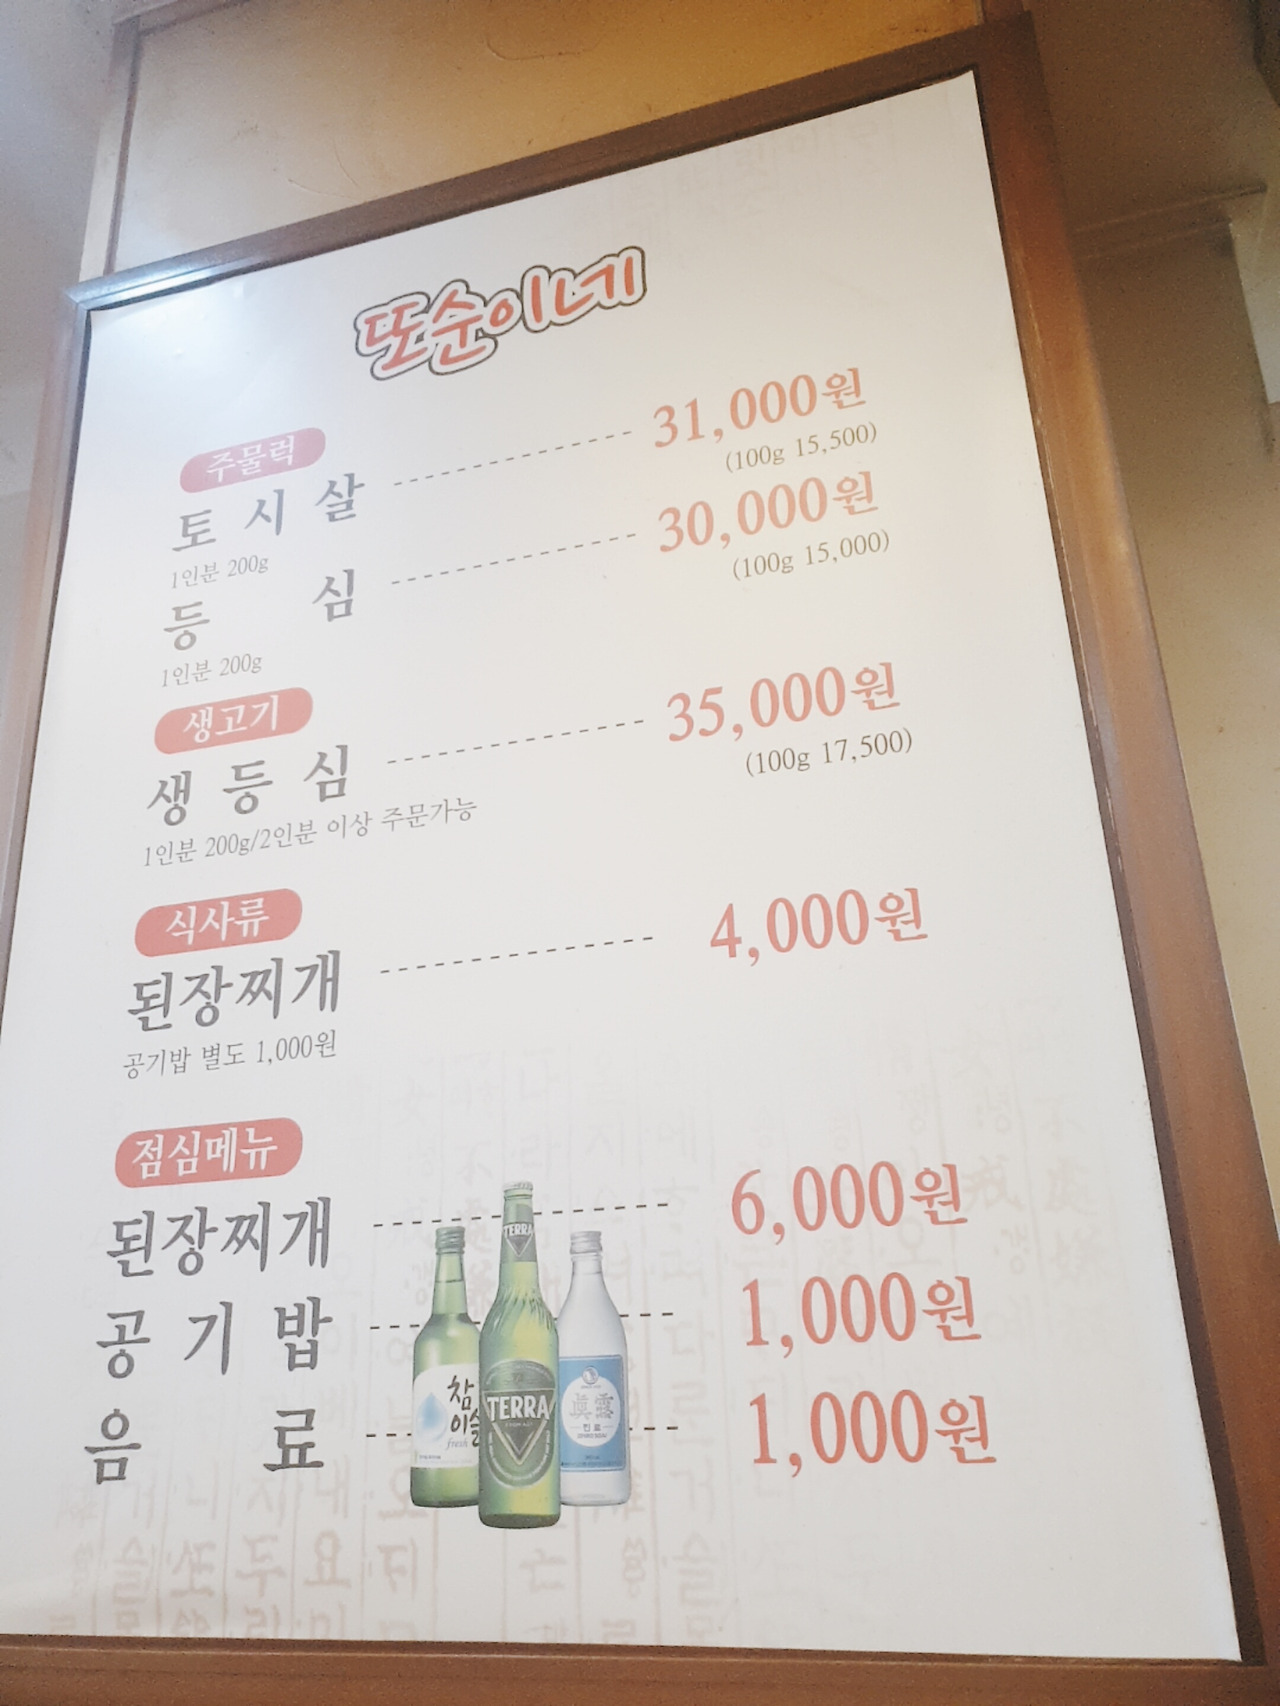 또순이네
주물럭
토시살 31,000원
1인분 200g (100g 15,500)
등심 30,000원
1인분 200g (100g 15,000)
생고기
생등심 35,000원
1인분 200g/2인분 이상 주문가능 (100g 17,500)
식사류
된장찌개 4,000원
공기밥 별도 1,000원
점심메뉴
된장찌개 6,000원
공기밥 1,000원
음료 1,000원
TERRA
참
이슬
fresh
TERRA
眞露
진로